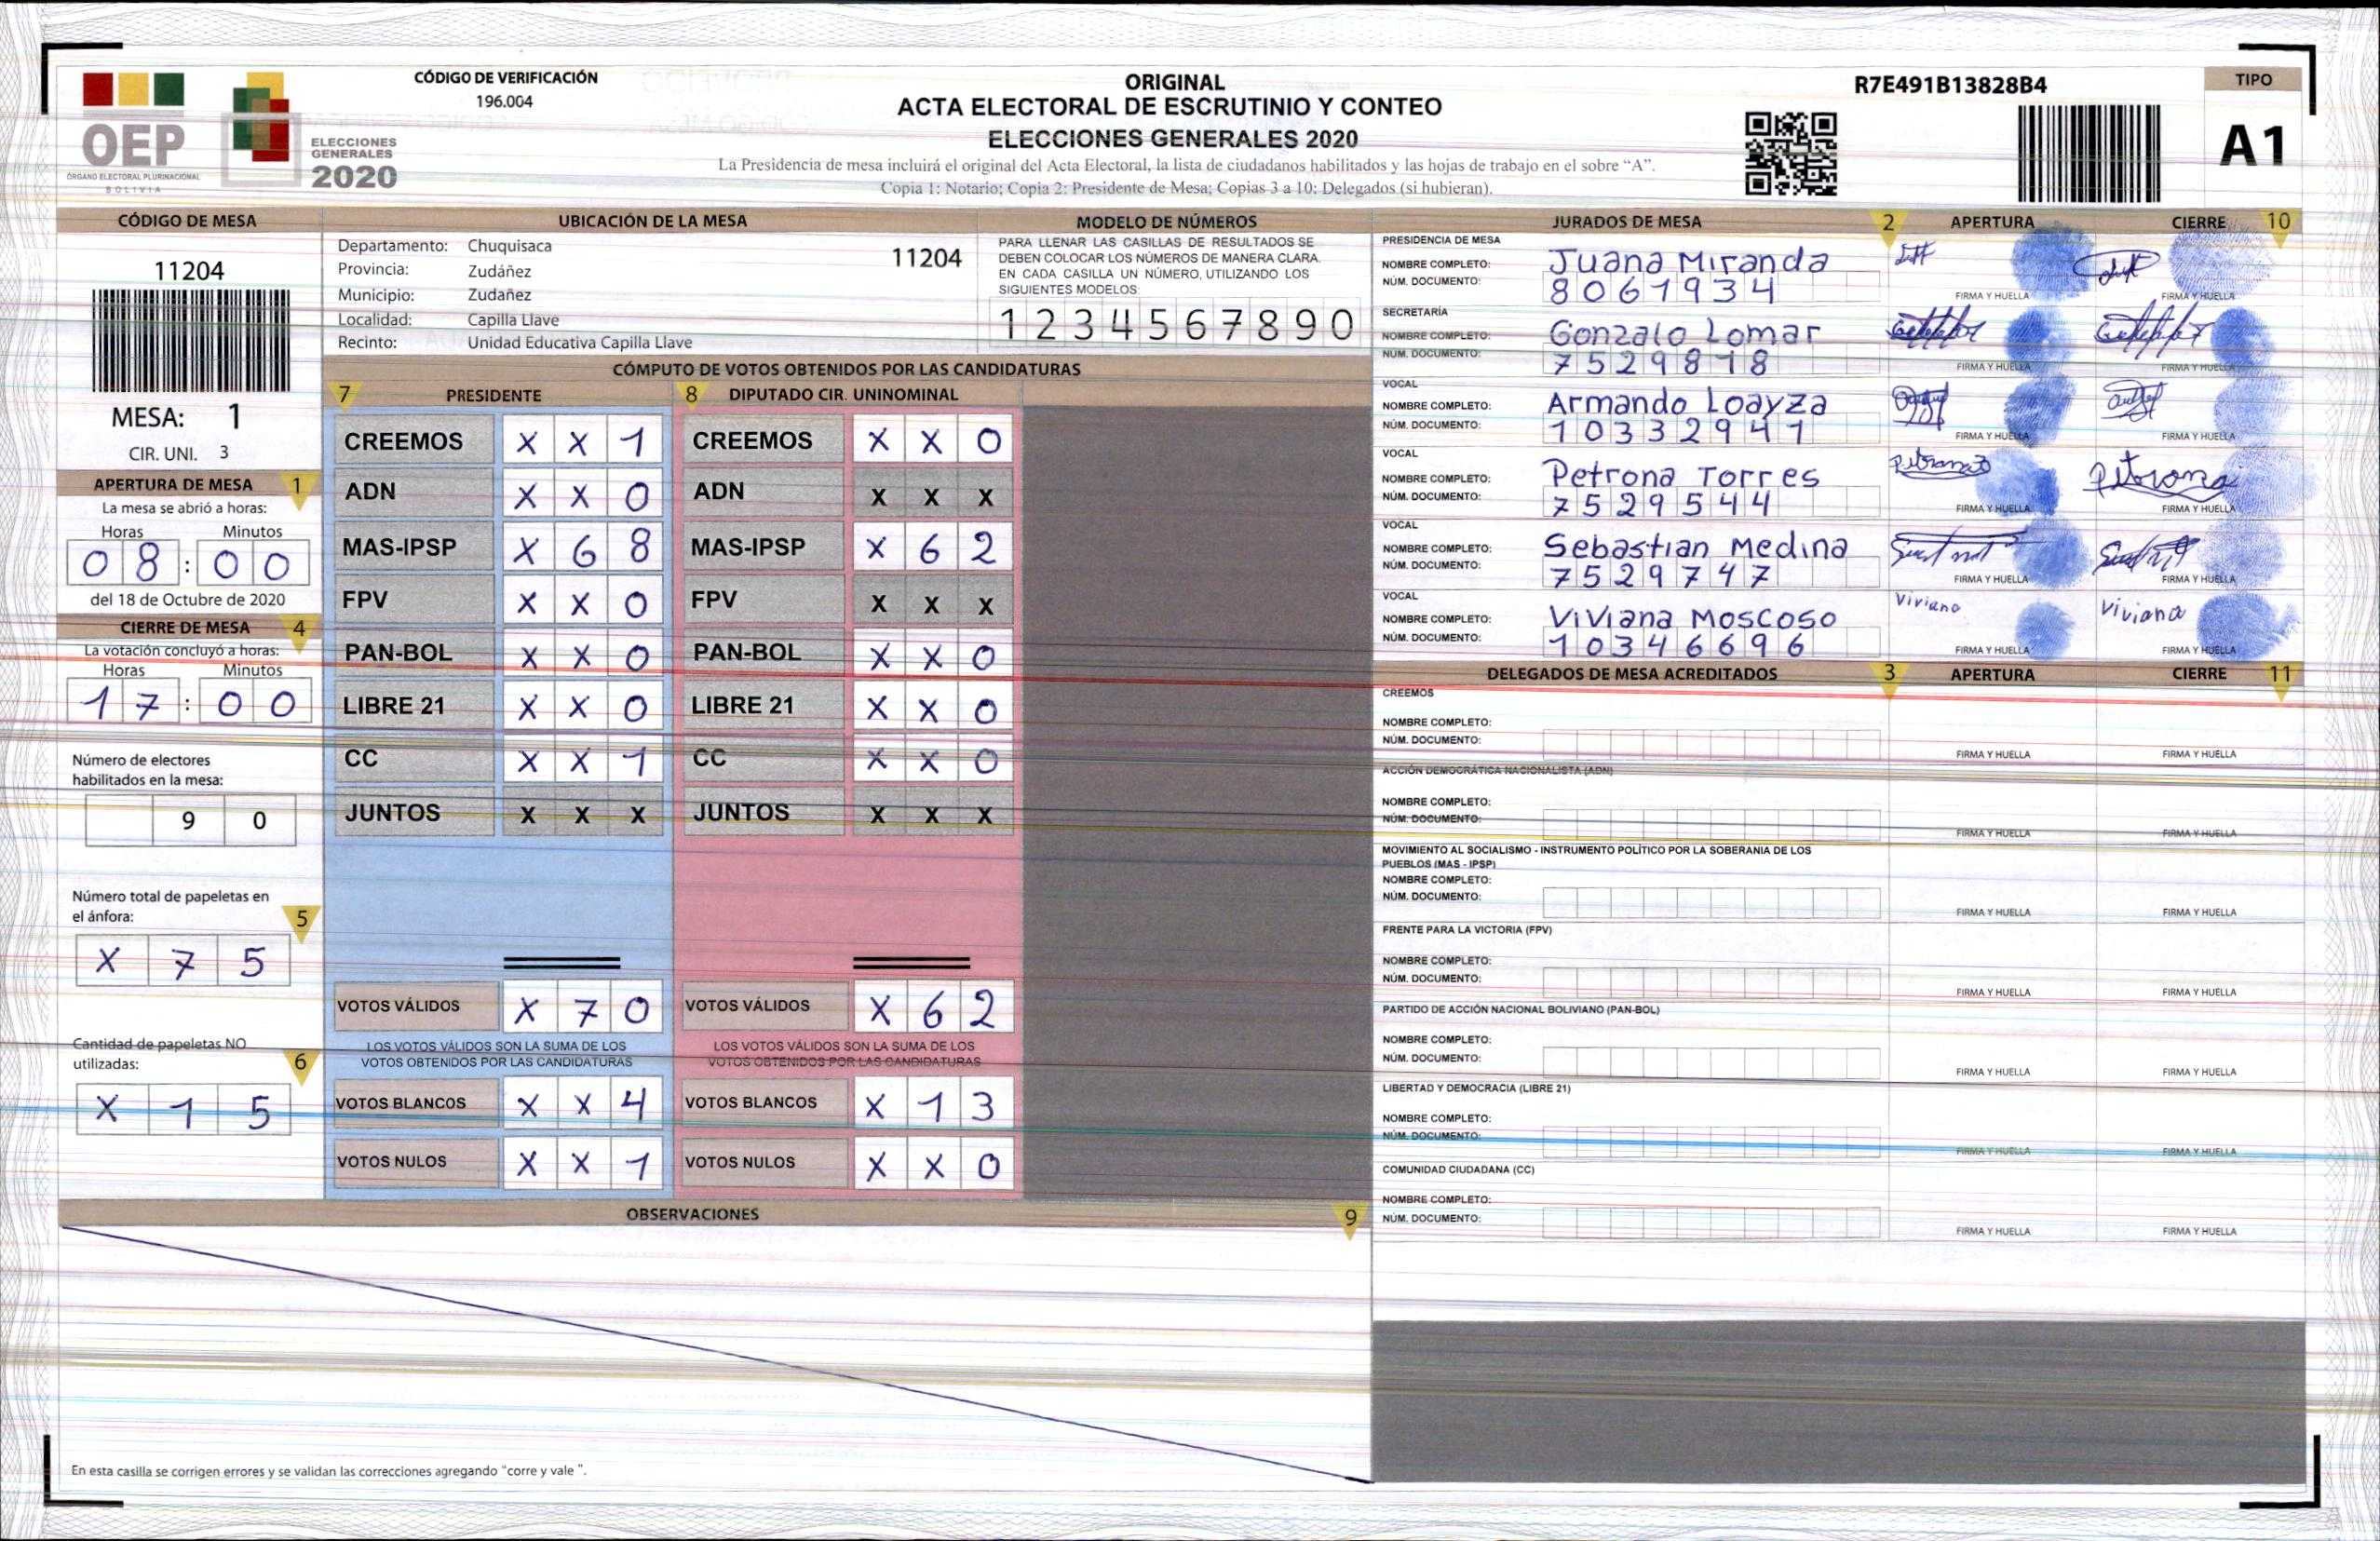 OEP
ÓRGANO ELECTORAL PLURINACIONAL
BOLIVIA
ELECCIONES
GENERALES
2020
CÓDIGO DE VERIFICACIÓN
196.004
ORIGINAL
ACTA ELECTORAL DE ESCRUTINIO Y CONTEO
ELECCIONES GENERALES 2020
La Presidencia de mesa incluirá el original del Acta Electoral, la lista de ciudadanos habilitados y las hojas de trabajo en el sobre “A”.
Copia 1: Notario; Copia 2: Presidente de Mesa; Copias 3 a 10: Delegados (si hubieran).
R7E491B13828B4
TIPO
A1
CÓDIGO DE MESA
11204
MESA: 1
CIR. UNI. 3
APERTURA DE MESA 1
La mesa se abrió a horas:
Horas Minutos
0 8 : 0 0
del 18 de Octubre de 2020
CIERRE DE MESA 4
La votación concluyó a horas:
Horas Minutos
1 7 : 0 0
Número de electores
habilitados en la mesa:
9 0
Número total de papeletas en
el ánfora: 5
X 7 5
Cantidad de papeletas NO
utilizadas: 6
X 1 5
UBICACIÓN DE LA MESA
Departamento: Chuquisaca 11204
Provincia: Zudáñez
Municipio: Zudañez
Localidad: Capilla Llave
Recinto: Unidad Educativa Capilla Llave
MODELO DE NÚMEROS
PARA LLENAR LAS CASILLAS DE RESULTADOS SE
DEBEN COLOCAR LOS NÚMEROS DE MANERA CLARA.
EN CADA CASILLA UN NÚMERO, UTILIZANDO LOS
SIGUIENTES MODELOS:
1 2 3 4 5 6 7 8 9 0
CÓMPUTO DE VOTOS OBTENIDOS POR LAS CANDIDATURAS
7 PRESIDENTE 8 DIPUTADO CIR. UNINOMINAL
CREEMOS X X 1 CREEMOS X X 0
ADN X X 0 ADN X X X
MAS-IPSP X 6 8 MAS-IPSP X 6 2
FPV X X 0 FPV X X X
PAN-BOL X X 0 PAN-BOL X X 0
LIBRE 21 X X 0 LIBRE 21 X X 0
CC X X 1 CC X X 0
JUNTOS X X X JUNTOS X X X
VOTOS VÁLIDOS X 7 0 VOTOS VÁLIDOS X 6 2
LOS VOTOS VÁLIDOS SON LA SUMA DE LOS LOS VOTOS VÁLIDOS SON LA SUMA DE LOS
VOTOS OBTENIDOS POR LAS CANDIDATURAS VOTOS OBTENIDOS POR LAS CANDIDATURAS
VOTOS BLANCOS X X 4 VOTOS BLANCOS X 1 3
VOTOS NULOS X X 1 VOTOS NULOS X X 0
OBSERVACIONES 9
En esta casilla se corrigen errores y se validan las correcciones agregando “corre y vale ”.
JURADOS DE MESA 2 APERTURA CIERRE 10
PRESIDENCIA DE MESA
NOMBRE COMPLETO: Juana Miranda
NÚM. DOCUMENTO: 8061934
FIRMA Y HUELLA FIRMA Y HUELLA
SECRETARÍA
NOMBRE COMPLETO: Gonzalo Lomar
NÚM. DOCUMENTO: 7529818
FIRMA Y HUELLA FIRMA Y HUELLA
VOCAL
NOMBRE COMPLETO: Armando Loayza
NÚM. DOCUMENTO: 10332941
FIRMA Y HUELLA FIRMA Y HUELLA
VOCAL
NOMBRE COMPLETO: Petrona Torres
Petrona
NÚM. DOCUMENTO: 7529544
FIRMA Y HUELLA FIRMA Y HUELLA
VOCAL
NOMBRE COMPLETO: Sebastian Medina
NÚM. DOCUMENTO: 7529747
FIRMA Y HUELLA FIRMA Y HUELLA
VOCAL
Viviana Viviana
NOMBRE COMPLETO: Viviana Moscoso
NÚM. DOCUMENTO: 10346696
FIRMA Y HUELLA FIRMA Y HUELLA
DELEGADOS DE MESA ACREDITADOS 3 APERTURA CIERRE 11
CREEMOS
NOMBRE COMPLETO:
NÚM. DOCUMENTO:
FIRMA Y HUELLA FIRMA Y HUELLA
ACCIÓN DEMOCRÁTICA NACIONALISTA (ADN)
NOMBRE COMPLETO:
NÚM. DOCUMENTO:
FIRMA Y HUELLA FIRMA Y HUELLA
MOVIMIENTO AL SOCIALISMO - INSTRUMENTO POLÍTICO POR LA SOBERANIA DE LOS
PUEBLOS (MAS - IPSP)
NOMBRE COMPLETO:
NÚM. DOCUMENTO:
FIRMA Y HUELLA FIRMA Y HUELLA
FRENTE PARA LA VICTORIA (FPV)
NOMBRE COMPLETO:
NÚM. DOCUMENTO:
FIRMA Y HUELLA FIRMA Y HUELLA
PARTIDO DE ACCIÓN NACIONAL BOLIVIANO (PAN-BOL)
NOMBRE COMPLETO:
NÚM. DOCUMENTO:
FIRMA Y HUELLA FIRMA Y HUELLA
LIBERTAD Y DEMOCRACIA (LIBRE 21)
NOMBRE COMPLETO:
NÚM. DOCUMENTO:
FIRMA Y HUELLA FIRMA Y HUELLA
COMUNIDAD CIUDADANA (CC)
NOMBRE COMPLETO:
NÚM. DOCUMENTO:
FIRMA Y HUELLA FIRMA Y HUELLA